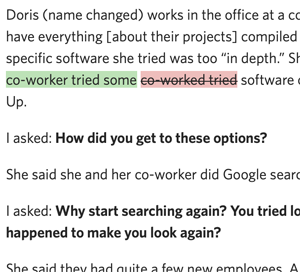 Doris (name changed) works in the office at a co
have everything [about their projects] compiled
specific software she tried was too “in depth.” Sh
co-worker tried some co-worked tried software c
Up.
I asked: How did you get to these options?
She said she and her co-worker did Google searc
I asked: Why start searching again? You tried lo
happened to make you look again?
She said they had quite a few new employees. A